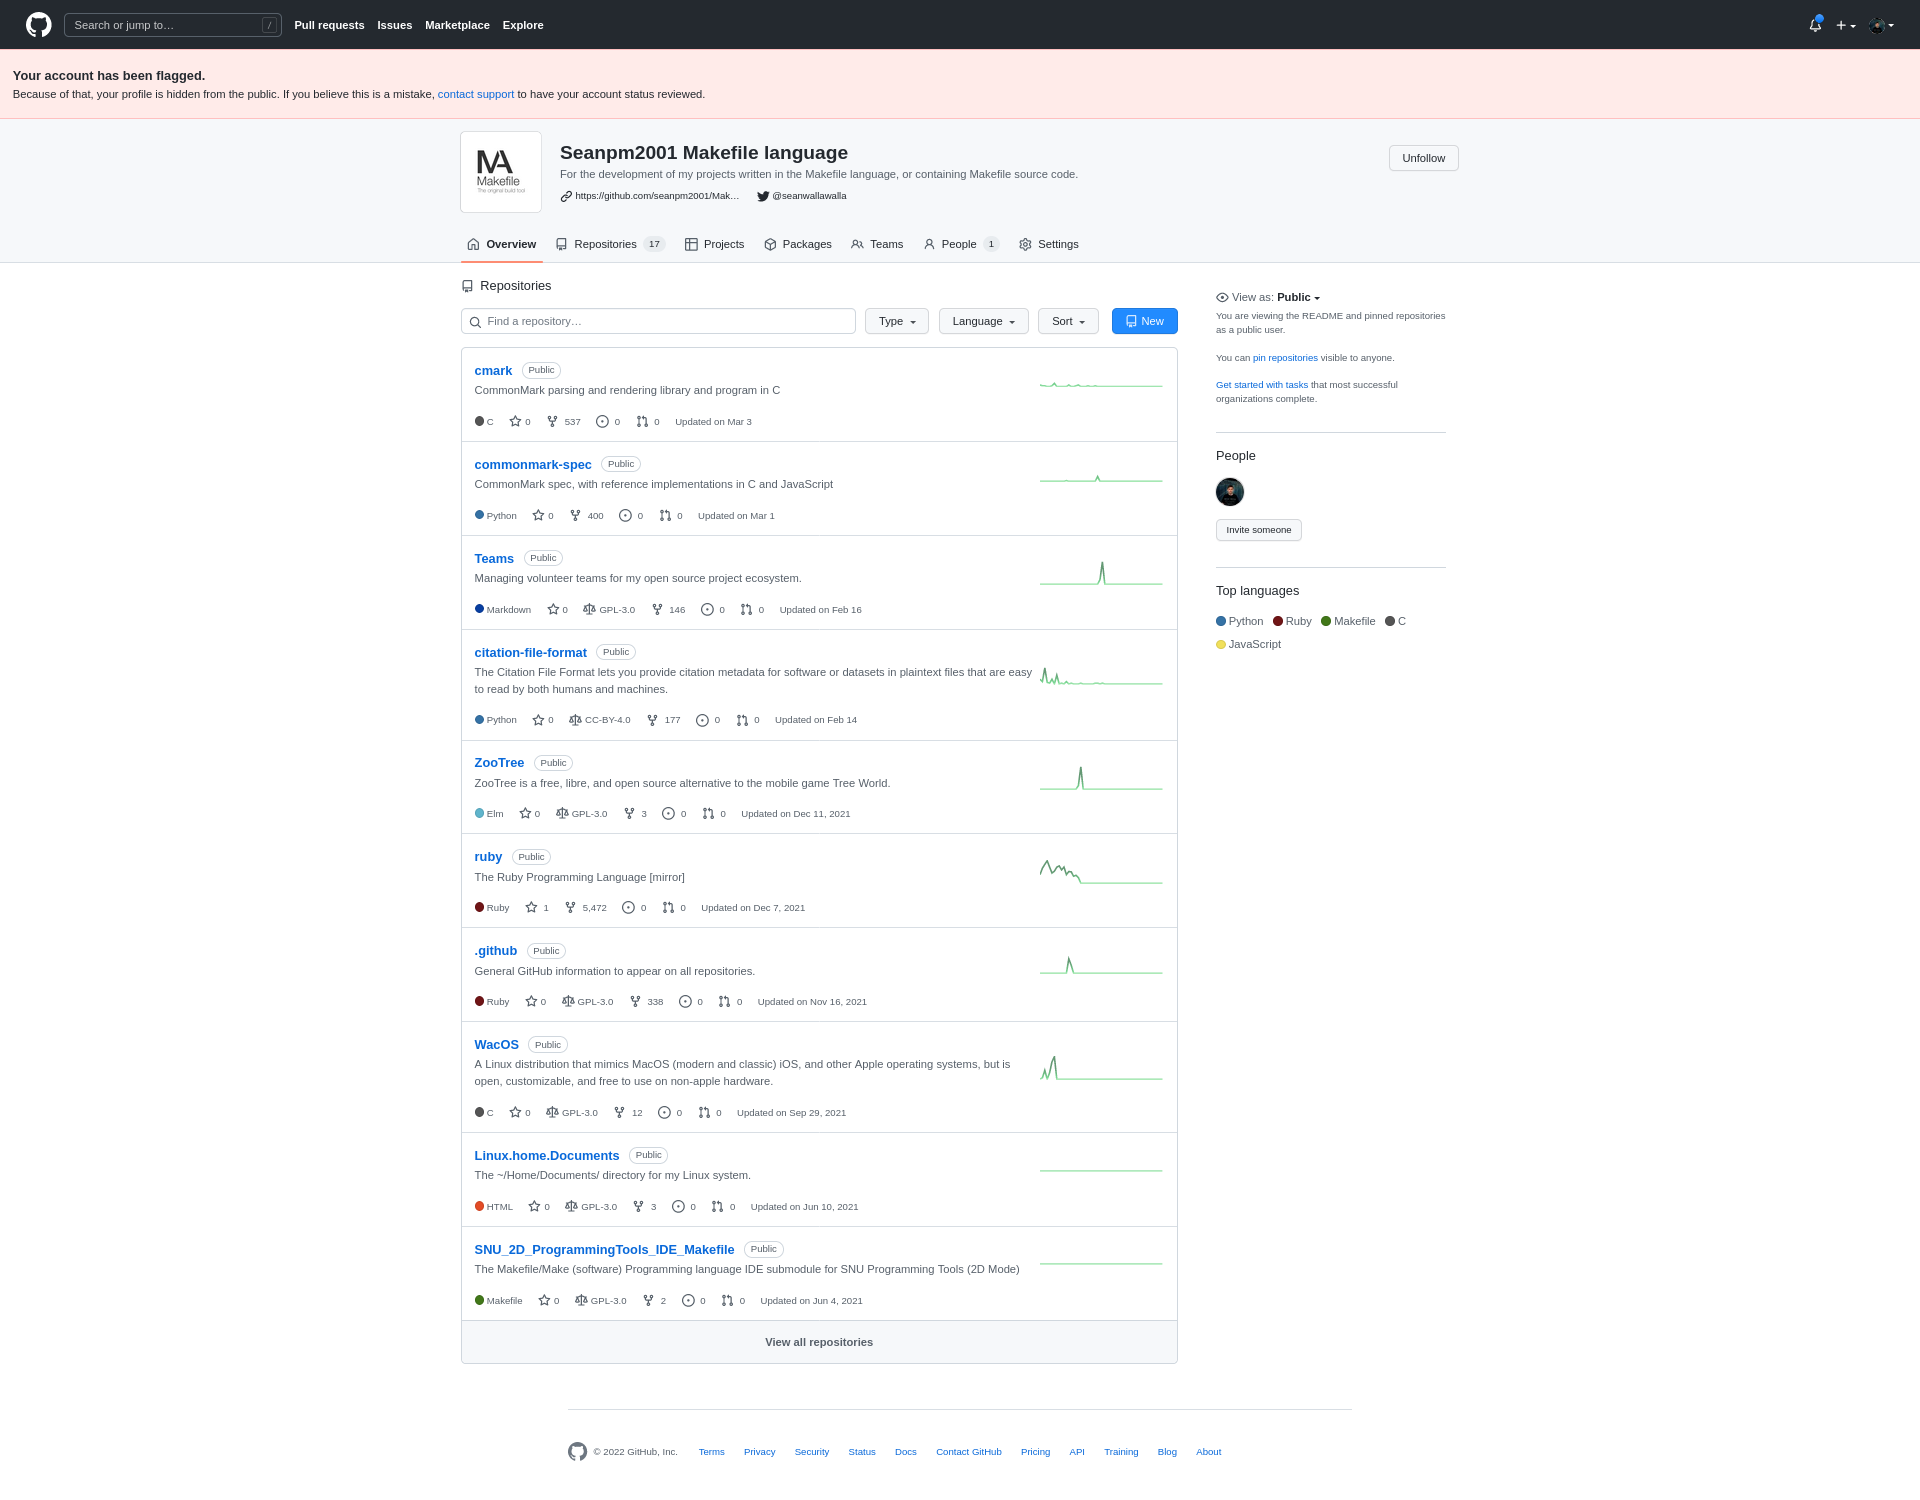 Search or jump to… / Pull requests Issues Marketplace Explore
Your account has been flagged.
Because of that, your profile is hidden from the public. If you believe this is a mistake, contact support to have your account status reviewed.
MA
Makefile
The original build tool
Seanpm2001 Makefile language
For the development of my projects written in the Makefile language, or containing Makefile source code.
https://github.com/seanpm2001/Mak… @seanwallawalla
Unfollow
Overview Repositories 17 Projects Packages Teams People 1 Settings
Repositories
Find a repository… Type Language Sort New
cmark Public
CommonMark parsing and rendering library and program in C
C 0 537 0 0 Updated on Mar 3
commonmark-spec Public
CommonMark spec, with reference implementations in C and JavaScript
Python 0 400 0 0 Updated on Mar 1
Teams Public
Managing volunteer teams for my open source project ecosystem.
Markdown 0 GPL-3.0 146 0 0 Updated on Feb 16
citation-file-format Public
The Citation File Format lets you provide citation metadata for software or datasets in plaintext files that are easy
to read by both humans and machines.
Python 0 CC-BY-4.0 177 0 0 Updated on Feb 14
ZooTree Public
ZooTree is a free, libre, and open source alternative to the mobile game Tree World.
Elm 0 GPL-3.0 3 0 0 Updated on Dec 11, 2021
ruby Public
The Ruby Programming Language [mirror]
Ruby 1 5,472 0 0 Updated on Dec 7, 2021
.github Public
General GitHub information to appear on all repositories.
Ruby 0 GPL-3.0 338 0 0 Updated on Nov 16, 2021
WacOS Public
A Linux distribution that mimics MacOS (modern and classic) iOS, and other Apple operating systems, but is
open, customizable, and free to use on non-apple hardware.
C 0 GPL-3.0 12 0 0 Updated on Sep 29, 2021
Linux.home.Documents Public
The ~/Home/Documents/ directory for my Linux system.
HTML 0 GPL-3.0 3 0 0 Updated on Jun 10, 2021
SNU_2D_ProgrammingTools_IDE_Makefile Public
The Makefile/Make (software) Programming language IDE submodule for SNU Programming Tools (2D Mode)
Makefile 0 GPL-3.0 2 0 0 Updated on Jun 4, 2021
View all repositories
View as: Public
You are viewing the README and pinned repositories
as a public user.
You can pin repositories visible to anyone.
Get started with tasks that most successful
organizations complete.
People
Invite someone
Top languages
Python Ruby Makefile C
JavaScript
© 2022 GitHub, Inc. Terms Privacy Security Status Docs Contact GitHub Pricing API Training Blog About